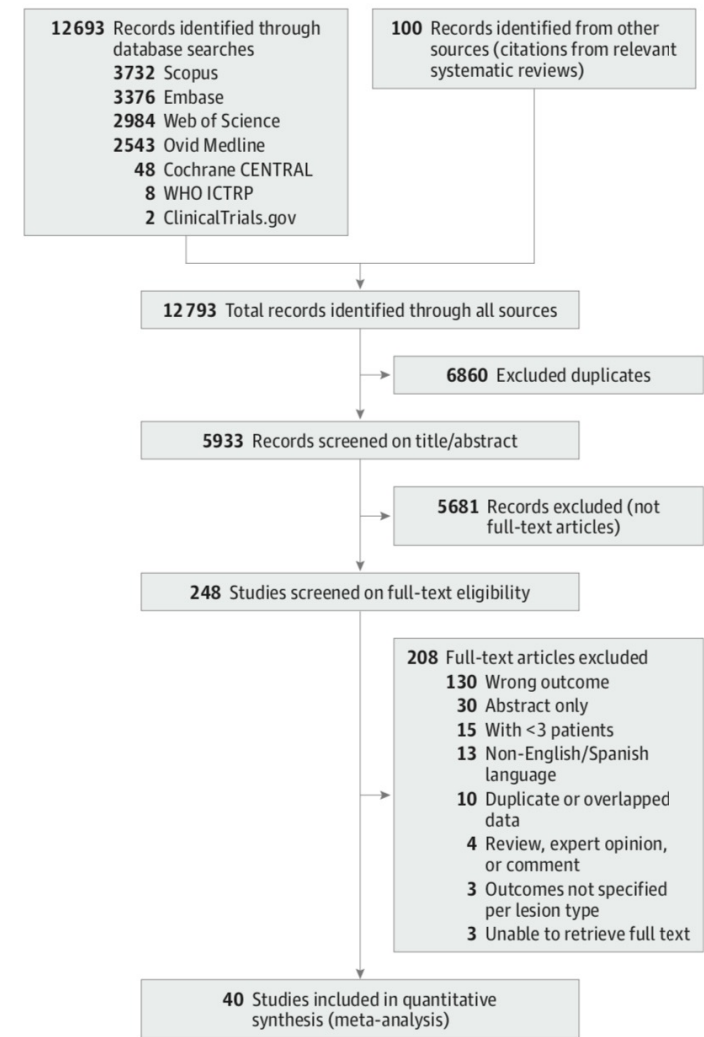 12693 Records identified through
database searches
3732 Scopus
3376 Embase
2984 Web of Science
2543 Ovid Medline
48 Cochrane CENTRAL
8 WHO ICTRP
2 ClinicalTrials.gov
100 Records identified from other
sources (citations from relevant
systematic reviews)
12793 Total records identified through all sources
6860 Excluded duplicates
5933 Records screened on title/abstract
5681 Records excluded (not
full-text articles)
248 Studies screened on full-text eligibility
208 Full-text articles excluded
130 Wrong outcome
30 Abstract only
15 With <3 patients
13 Non-English/Spanish
language
10 Duplicate or overlapped
data
4 Review, expert opinion,
or comment
3 Outcomes not specified
per lesion type
3 Unable to retrieve full text
40 Studies included in quantitative
synthesis (meta-analysis)